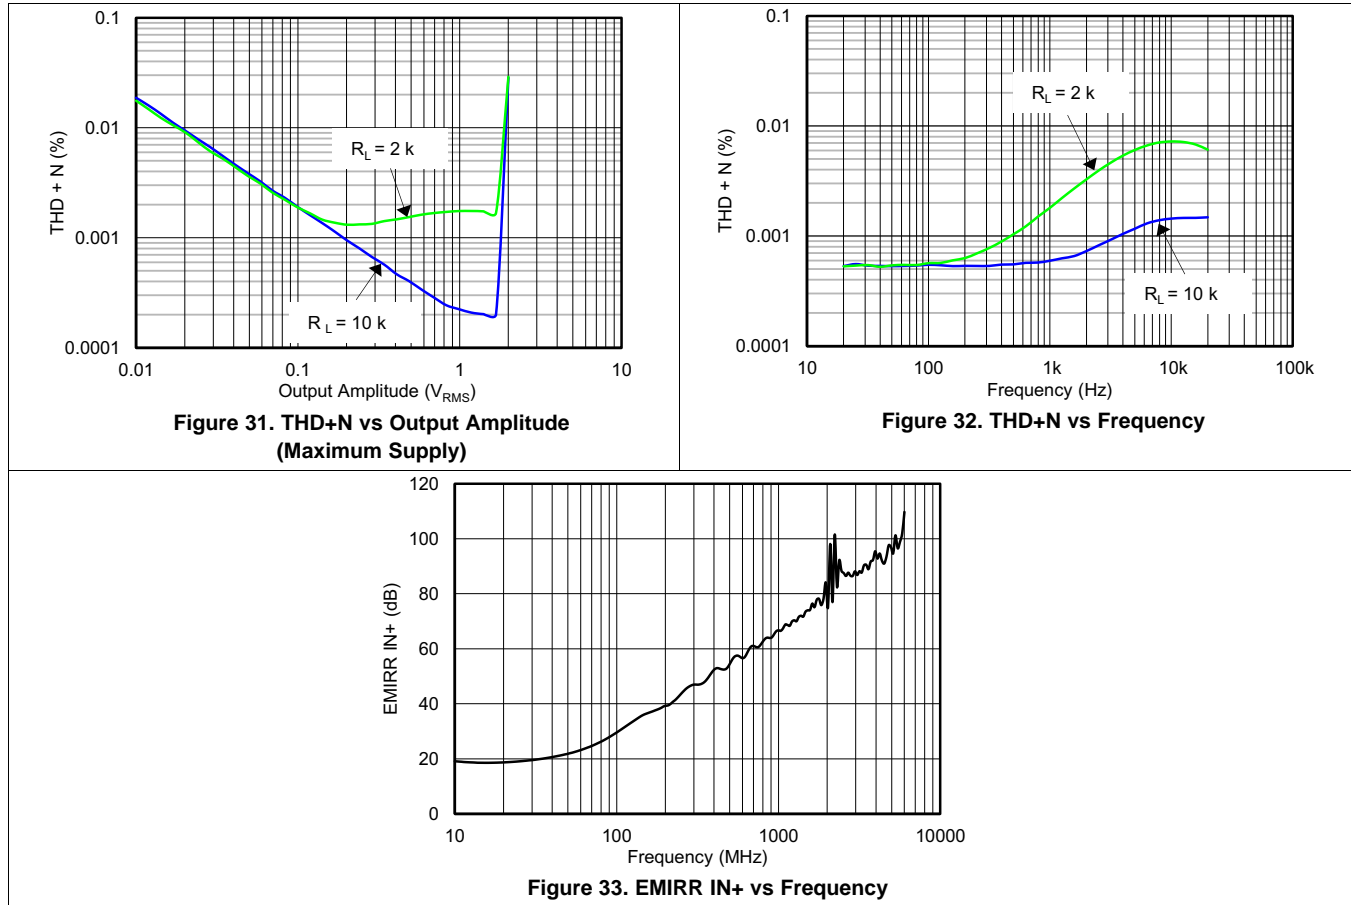 0.1
0.01
0.001
0.0001
THD + N (%)
R_L = 2 k
R_L = 10 k
0.01 0.1 1 10
Output Amplitude (V_RMS)
Figure 31. THD+N vs Output Amplitude
(Maximum Supply)
0.1
0.01
0.001
0.0001
THD + N (%)
R_L = 2 k
R_L = 10 k
10 100 1k 10k 100k
Frequency (Hz)
Figure 32. THD+N vs Frequency
120
100
80
60
40
20
0
EMIRR IN+ (dB)
10 100 1000 10000
Frequency (MHz)
Figure 33. EMIRR IN+ vs Frequency